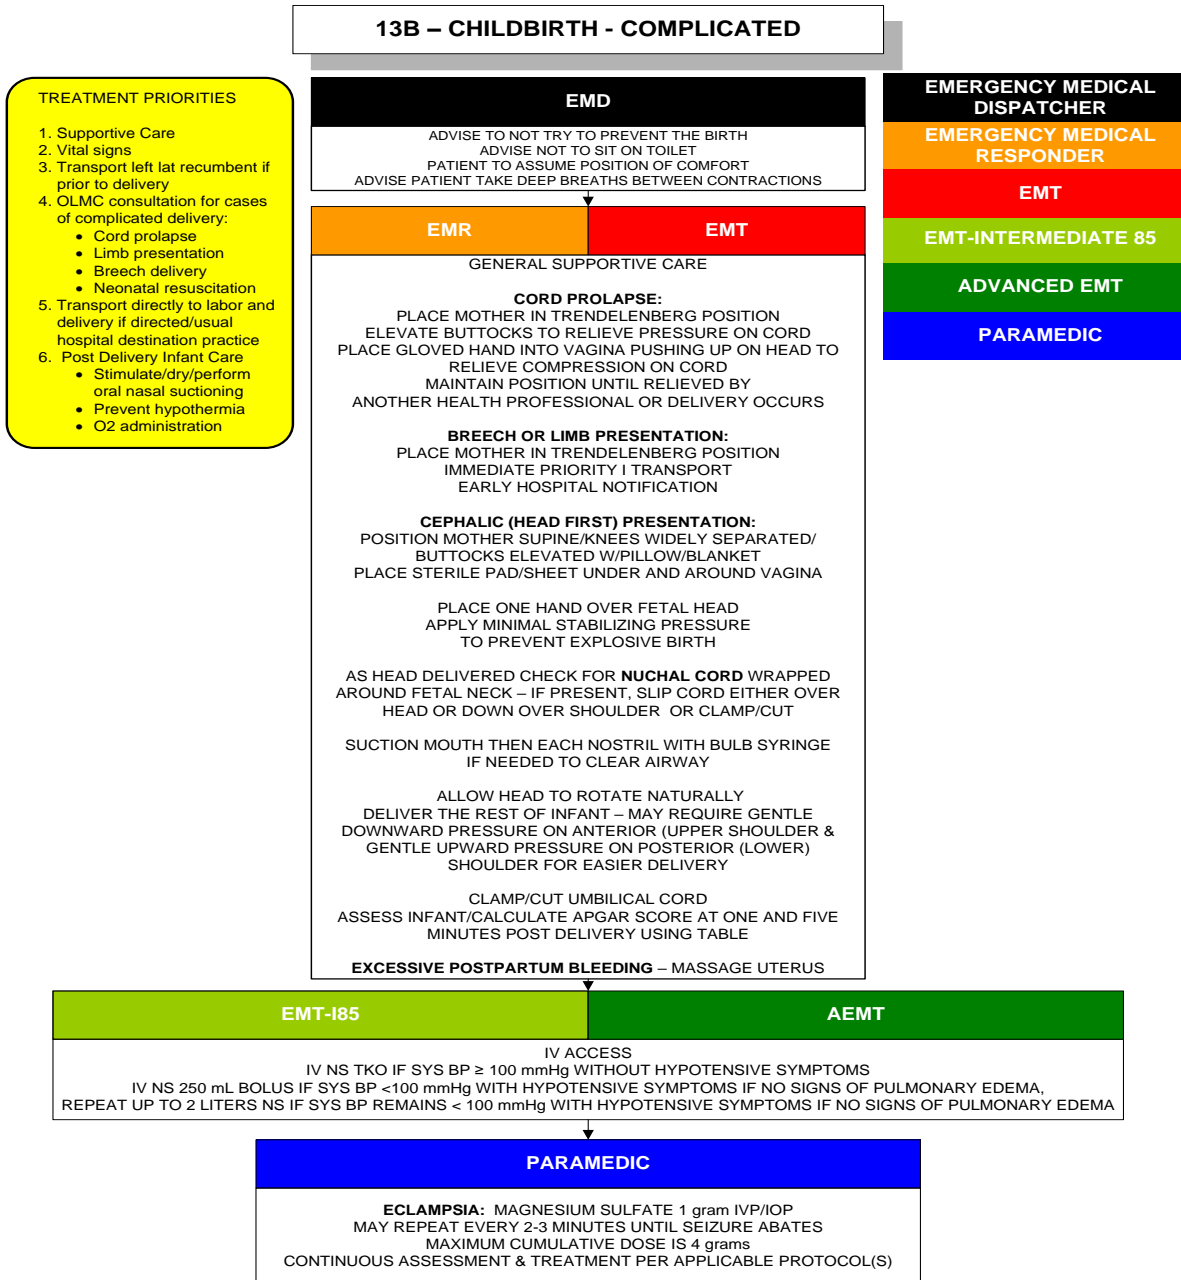 13B – CHILDBIRTH - COMPLICATED
TREATMENT PRIORITIES
1. Supportive Care
2. Vital signs
3. Transport left lat recumbent if
prior to delivery
4. OLMC consultation for cases
of complicated delivery:
• Cord prolapse
• Limb presentation
• Breech delivery
• Neonatal resuscitation
5. Transport directly to labor and
delivery if directed/usual
hospital destination practice
6. Post Delivery Infant Care
• Stimulate/dry/perform
oral nasal suctioning
• Prevent hypothermia
• O2 administration
EMD
ADVISE TO NOT TRY TO PREVENT THE BIRTH
ADVISE NOT TO SIT ON TOILET
PATIENT TO ASSUME POSITION OF COMFORT
ADVISE PATIENT TAKE DEEP BREATHS BETWEEN CONTRACTIONS
EMERGENCY MEDICAL
DISPATCHER
EMERGENCY MEDICAL
RESPONDER
EMT
EMT-INTERMEDIATE 85
ADVANCED EMT
PARAMEDIC
EMR
EMT
GENERAL SUPPORTIVE CARE
CORD PROLAPSE:
PLACE MOTHER IN TRENDELENBERG POSITION
ELEVATE BUTTOCKS TO RELIEVE PRESSURE ON CORD
PLACE GLOVED HAND INTO VAGINA PUSHING UP ON HEAD TO
RELIEVE COMPRESSION ON CORD
MAINTAIN POSITION UNTIL RELIEVED BY
ANOTHER HEALTH PROFESSIONAL OR DELIVERY OCCURS
BREECH OR LIMB PRESENTATION:
PLACE MOTHER IN TRENDELENBERG POSITION
IMMEDIATE PRIORITY I TRANSPORT
EARLY HOSPITAL NOTIFICATION
CEPHALIC (HEAD FIRST) PRESENTATION:
POSITION MOTHER SUPINE/KNEES WIDELY SEPARATED/
BUTTOCKS ELEVATED W/PILLOW/BLANKET
PLACE STERILE PAD/SHEET UNDER AND AROUND VAGINA
PLACE ONE HAND OVER FETAL HEAD
APPLY MINIMAL STABILIZING PRESSURE
TO PREVENT EXPLOSIVE BIRTH
AS HEAD DELIVERED CHECK FOR NUCHAL CORD WRAPPED
AROUND FETAL NECK – IF PRESENT, SLIP CORD EITHER OVER
HEAD OR DOWN OVER SHOULDER OR CLAMP/CUT
SUCTION MOUTH THEN EACH NOSTRIL WITH BULB SYRINGE
IF NEEDED TO CLEAR AIRWAY
ALLOW HEAD TO ROTATE NATURALLY
DELIVER THE REST OF INFANT – MAY REQUIRE GENTLE
DOWNWARD PRESSURE ON ANTERIOR (UPPER SHOULDER &
GENTLE UPWARD PRESSURE ON POSTERIOR (LOWER)
SHOULDER FOR EASIER DELIVERY
CLAMP/CUT UMBILICAL CORD
ASSESS INFANT/CALCULATE APGAR SCORE AT ONE AND FIVE
MINUTES POST DELIVERY USING TABLE
EXCESSIVE POSTPARTUM BLEEDING – MASSAGE UTERUS
EMT-I85
AEMT
IV ACCESS
IV NS TKO IF SYS BP ≥ 100 mmHg WITHOUT HYPOTENSIVE SYMPTOMS
IV NS 250 mL BOLUS IF SYS BP <100 mmHg WITH HYPOTENSIVE SYMPTOMS IF NO SIGNS OF PULMONARY EDEMA,
REPEAT UP TO 2 LITERS NS IF SYS BP REMAINS < 100 mmHg WITH HYPOTENSIVE SYMPTOMS IF NO SIGNS OF PULMONARY EDEMA
PARAMEDIC
ECLAMPSIA: MAGNESIUM SULFATE 1 gram IVP/IOP
MAY REPEAT EVERY 2-3 MINUTES UNTIL SEIZURE ABATES
MAXIMUM CUMULATIVE DOSE IS 4 grams
CONTINUOUS ASSESSMENT & TREATMENT PER APPLICABLE PROTOCOL(S)